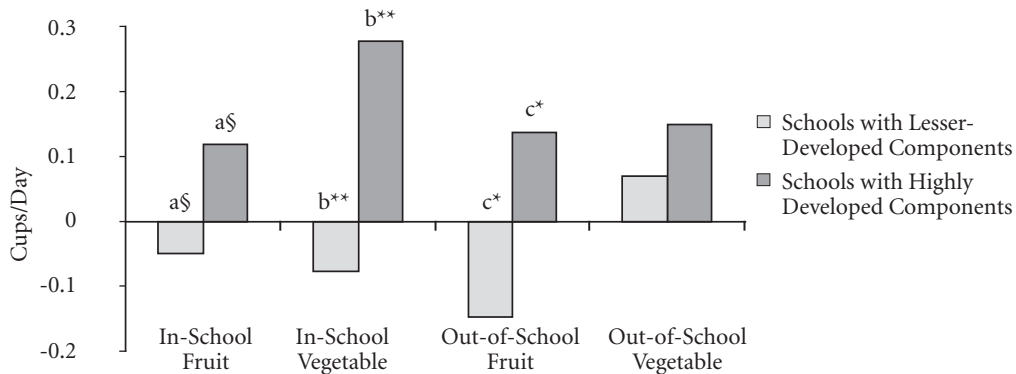 0.3
0.2
0.1
0
-0.1
-0.2
Cups/Day
a§
a§
b**
b**
c*
c*
In-School
Fruit
In-School
Vegetable
Out-of-School
Fruit
Out-of-School
Vegetable
Schools with Lesser-
Developed Components
Schools with Highly
Developed Components